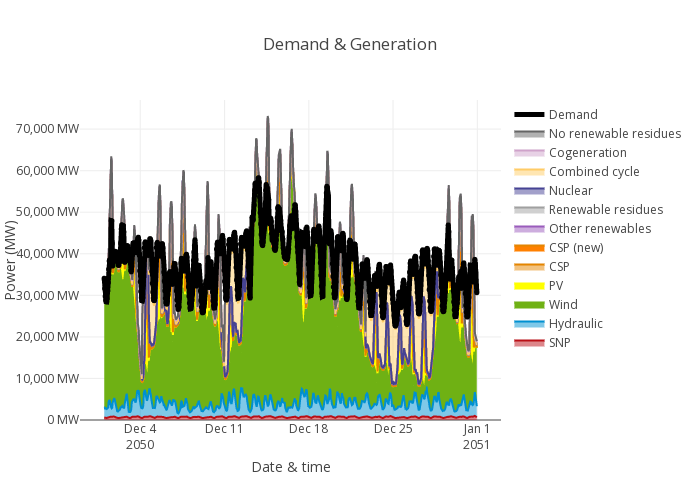 Demand & Generation
70,000 MW
60,000 MW
50,000 MW
40,000 MW
30,000 MW
20,000 MW
10,000 MW
0 MW
Power (MW)
Dec 4
2050
Dec 11
Dec 18
Dec 25
Jan 1
2051
Date & time
Demand
No renewable residues
Cogeneration
Combined cycle
Nuclear
Renewable residues
Other renewables
CSP (new)
CSP
PV
Wind
Hydraulic
SNP